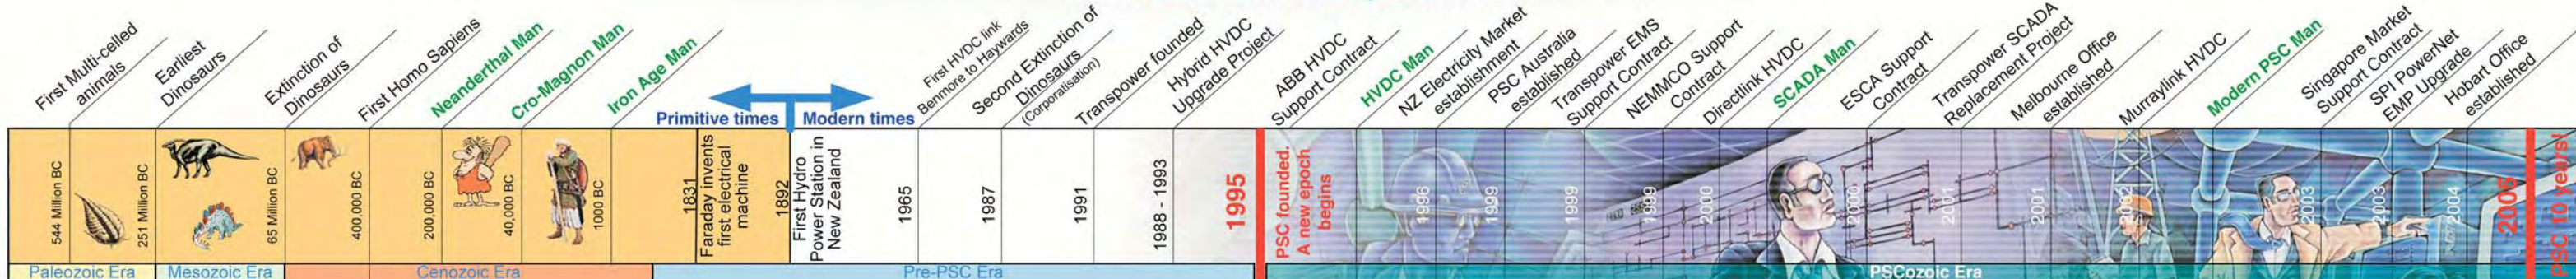 First Multi-celled
animals
Earliest
Dinosaurs
Extinction of
Dinosaurs
First Homo Sapiens
Neanderthal Man
Cro-Magnon Man
Iron Age Man
Primitive times
Modern times
First HVDC link
Benmore to Haywards
Second Extinction of
Dinosaurs
(Corporatisation)
Transpower founded
Hybrid HVDC
Upgrade Project
ABB HVDC
Support Contract
HVDC Man
NZ Electricity Market
establishment
PSC Australia
established
Transpower EMS
Support Contract
NEMMCO Support
Contract
Directlink HVDC
SCADA Man
ESCA Support
Contract
Transpower SCADA
Replacement Project
Melbourne Office
established
Murraylink HVDC
Modern PSC Man
Singapore Market
Support Contract
SPI PowerNet
EMP Upgrade
Hobart Office
established
544 Million BC
251 Million BC
65 Million BC
400,000 BC
200,000 BC
40,000 BC
1000 BC
1831
Faraday invents
first electrical
machine
1892
First Hydro
Power Station in
New Zealand
1965
1987
1991
1988 - 1993
1995
PSC founded.
A new epoch
begins
1996
1999
1999
1999
2000
2000
2001
2001
2002
2003
2003
2004
2005
PSC 10 years!
Paleozoic Era
Mesozoic Era
Cenozoic Era
Pre-PSC Era
PSCozoic Era